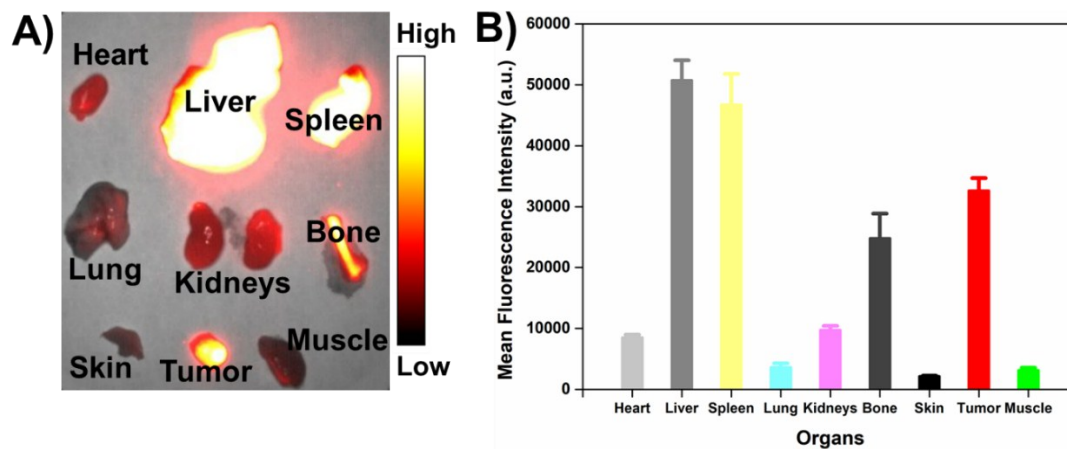 A)
Heart
Liver
Spleen
Lung
Kidneys
Bone
Skin
Tumor
Muscle
High
Low
B)
Mean Fluorescence Intensity (a.u.)
60000
50000
40000
30000
20000
10000
0
Heart Liver Spleen Lung Kidneys Bone Skin Tumor Muscle
Organs